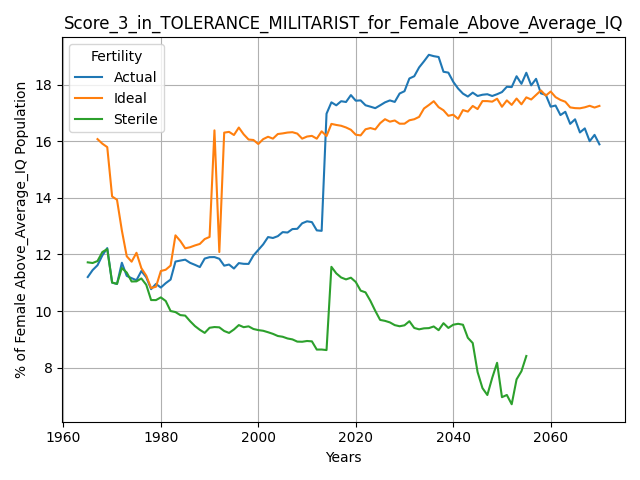 Score_3_in_TOLERANCE_MILITARIST_for_Female_Above_Average_IQ
Fertility
Actual
Ideal
Sterile
% of Female Above_Average_IQ Population
18
16
14
12
10
8
1960
1980
2000
2020
2040
2060
Years